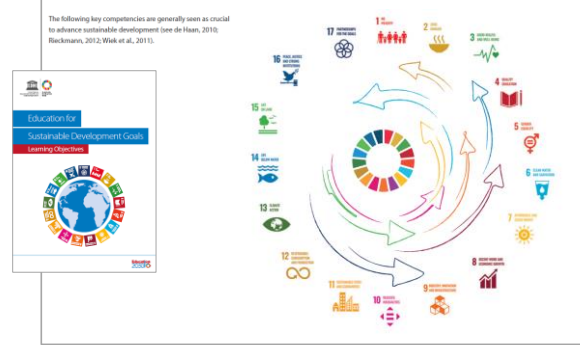 The following key competencies are generally seen as crucial
to advance sustainable development (see de Haan, 2010;
Rieckmann, 2012; Wiek et al., 2011).
Education for
Sustainable Development Goals
Learning Objectives
1 NO
POVERTY
2 ZERO
HUNGER
3 GOOD HEALTH
AND WELL-BEING
4 QUALITY
EDUCATION
5 GENDER
EQUALITY
6 CLEAN WATER
AND SANITATION
7 AFFORDABLE AND
CLEAN ENERGY
8 DECENT WORK AND
ECONOMIC GROWTH
9 INDUSTRY, INNOVATION
AND INFRASTRUCTURE
10 REDUCED
INEQUALITIES
11 SUSTAINABLE CITIES
AND COMMUNITIES
12 RESPONSIBLE
CONSUMPTION
AND PRODUCTION
13 CLIMATE
ACTION
14 LIFE
BELOW WATER
15 LIFE
ON LAND
16 PEACE, JUSTICE
AND STRONG
INSTITUTIONS
17 PARTNERSHIPS
FOR THE GOALS